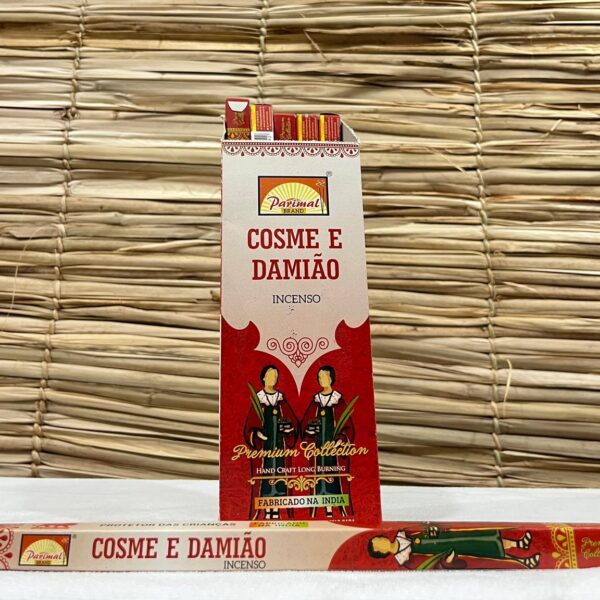 Parimal
BRAND
®
COSME E
DAMIÃO
INCENSO
Premium Collection
HAND CRAFT LONG BURNING
FABRICADO NA INDIA
PROTETOR DAS CRIANÇAS
Parimal
BRAND
COSME E DAMIÃO
INCENSO